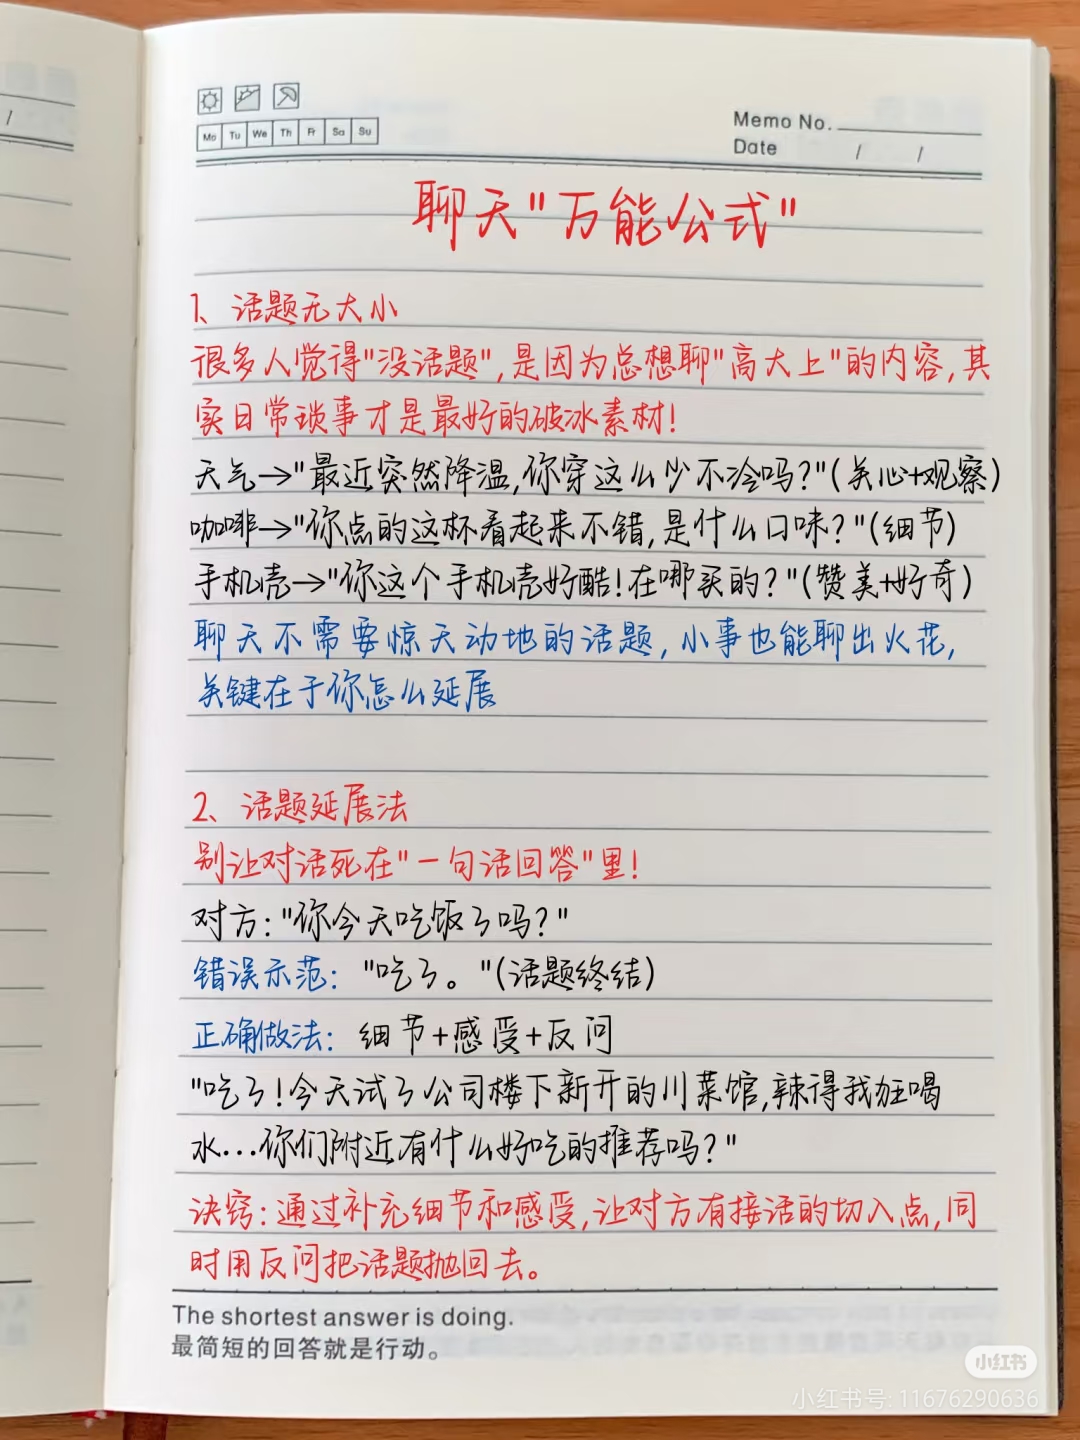 Mo Tu We Th Fr Sa Su
Memo No.
Date / /
聊天"万能公式"
1、话题无大小
很多人觉得"没话题",是因为总想聊"高大上"的内容,其
实日常琐事才是最好的破冰素材!
天气→"最近突然降温,你穿这么少不冷吗?"(关心+观察)
咖啡→"你点的这杯看起来不错,是什么口味?"(细节)
手机壳→"你这个手机壳好酷!在哪买的?"(赞美+好奇)
聊天不需要惊天动地的话题,小事也能聊出火花,
关键在于你怎么延展
2、话题延展法
别让对话死在"一句话回答"里!
对方:"你今天吃饭了吗?"
错误示范:"吃了。"(话题终结)
正确做法:细节+感受+反问
"吃了!今天试了公司楼下新开的川菜馆,辣得我狂喝
水...你们附近有什么好吃的推荐吗?"
诀窍:通过补充细节和感受,让对方有接话的切入点,同
时用反问把话题抛回去。
The shortest answer is doing.
最简短的回答就是行动。
小红书
小红书号: 11676290636